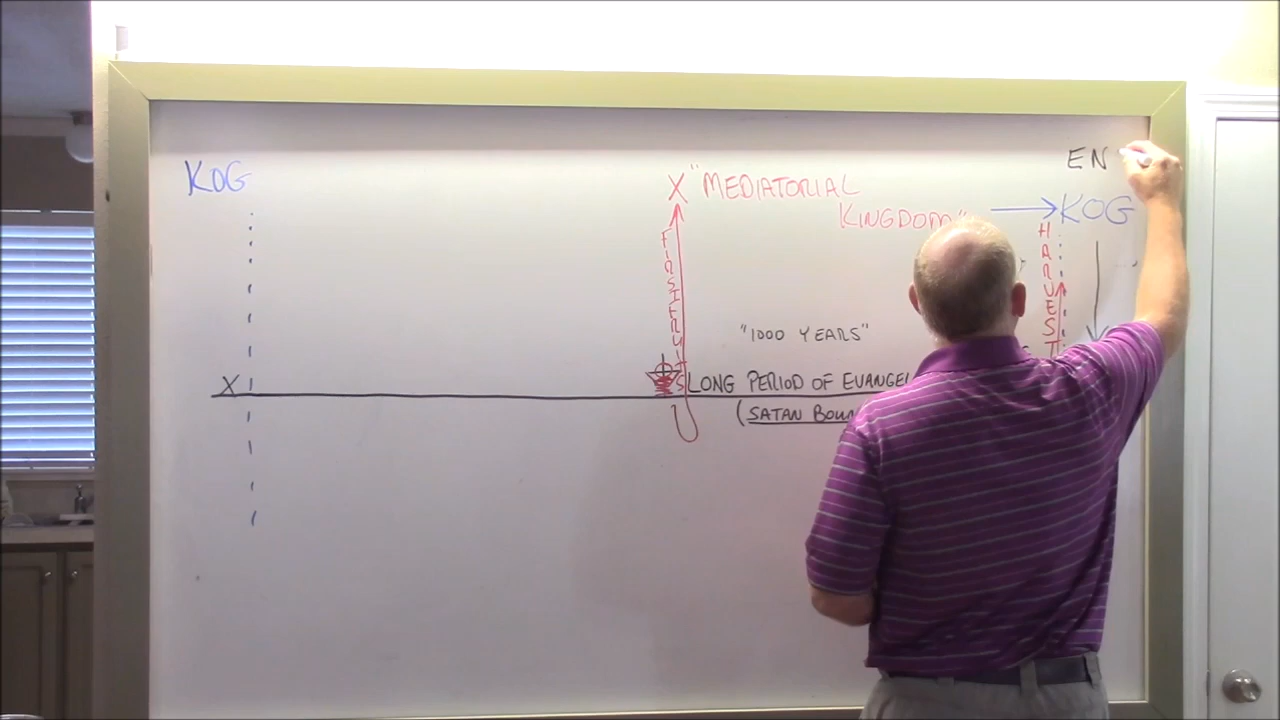 EN
KOG
X "MEDIATORIAL
KINGDOM"
KOG
FIRSTFRUITS
HARVEST
"1000 YEARS"
X
LONG PERIOD OF EVANGEL
(SATAN BOUN